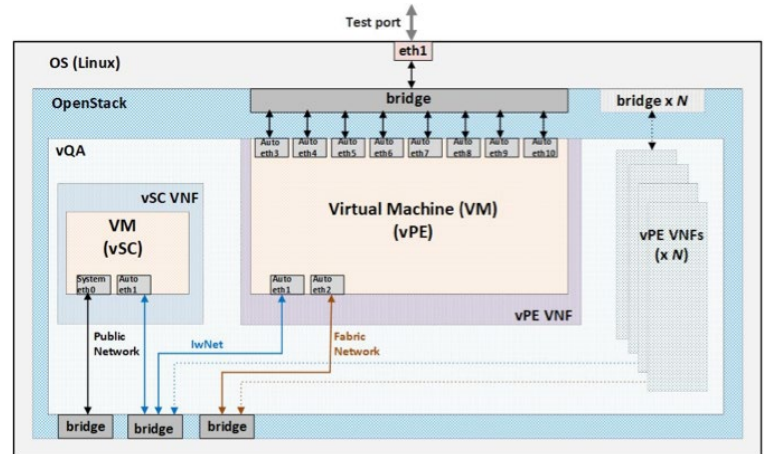 Test port
eth1
OS (Linux)
OpenStack
bridge
bridge x N
Auto
eth3
Auto
eth4
Auto
eth5
Auto
eth6
Auto
eth7
Auto
eth8
Auto
eth9
Auto
eth10
vQA
vSC VNF
VM
(vSC)
System
eth0
Auto
eth1
Virtual Machine (VM)
(vPE)
Auto
eth1
Auto
eth2
vPE VNF
vPE VNFs
(x N)
Public
Network
IwNet
Fabric
Network
bridge
bridge
bridge